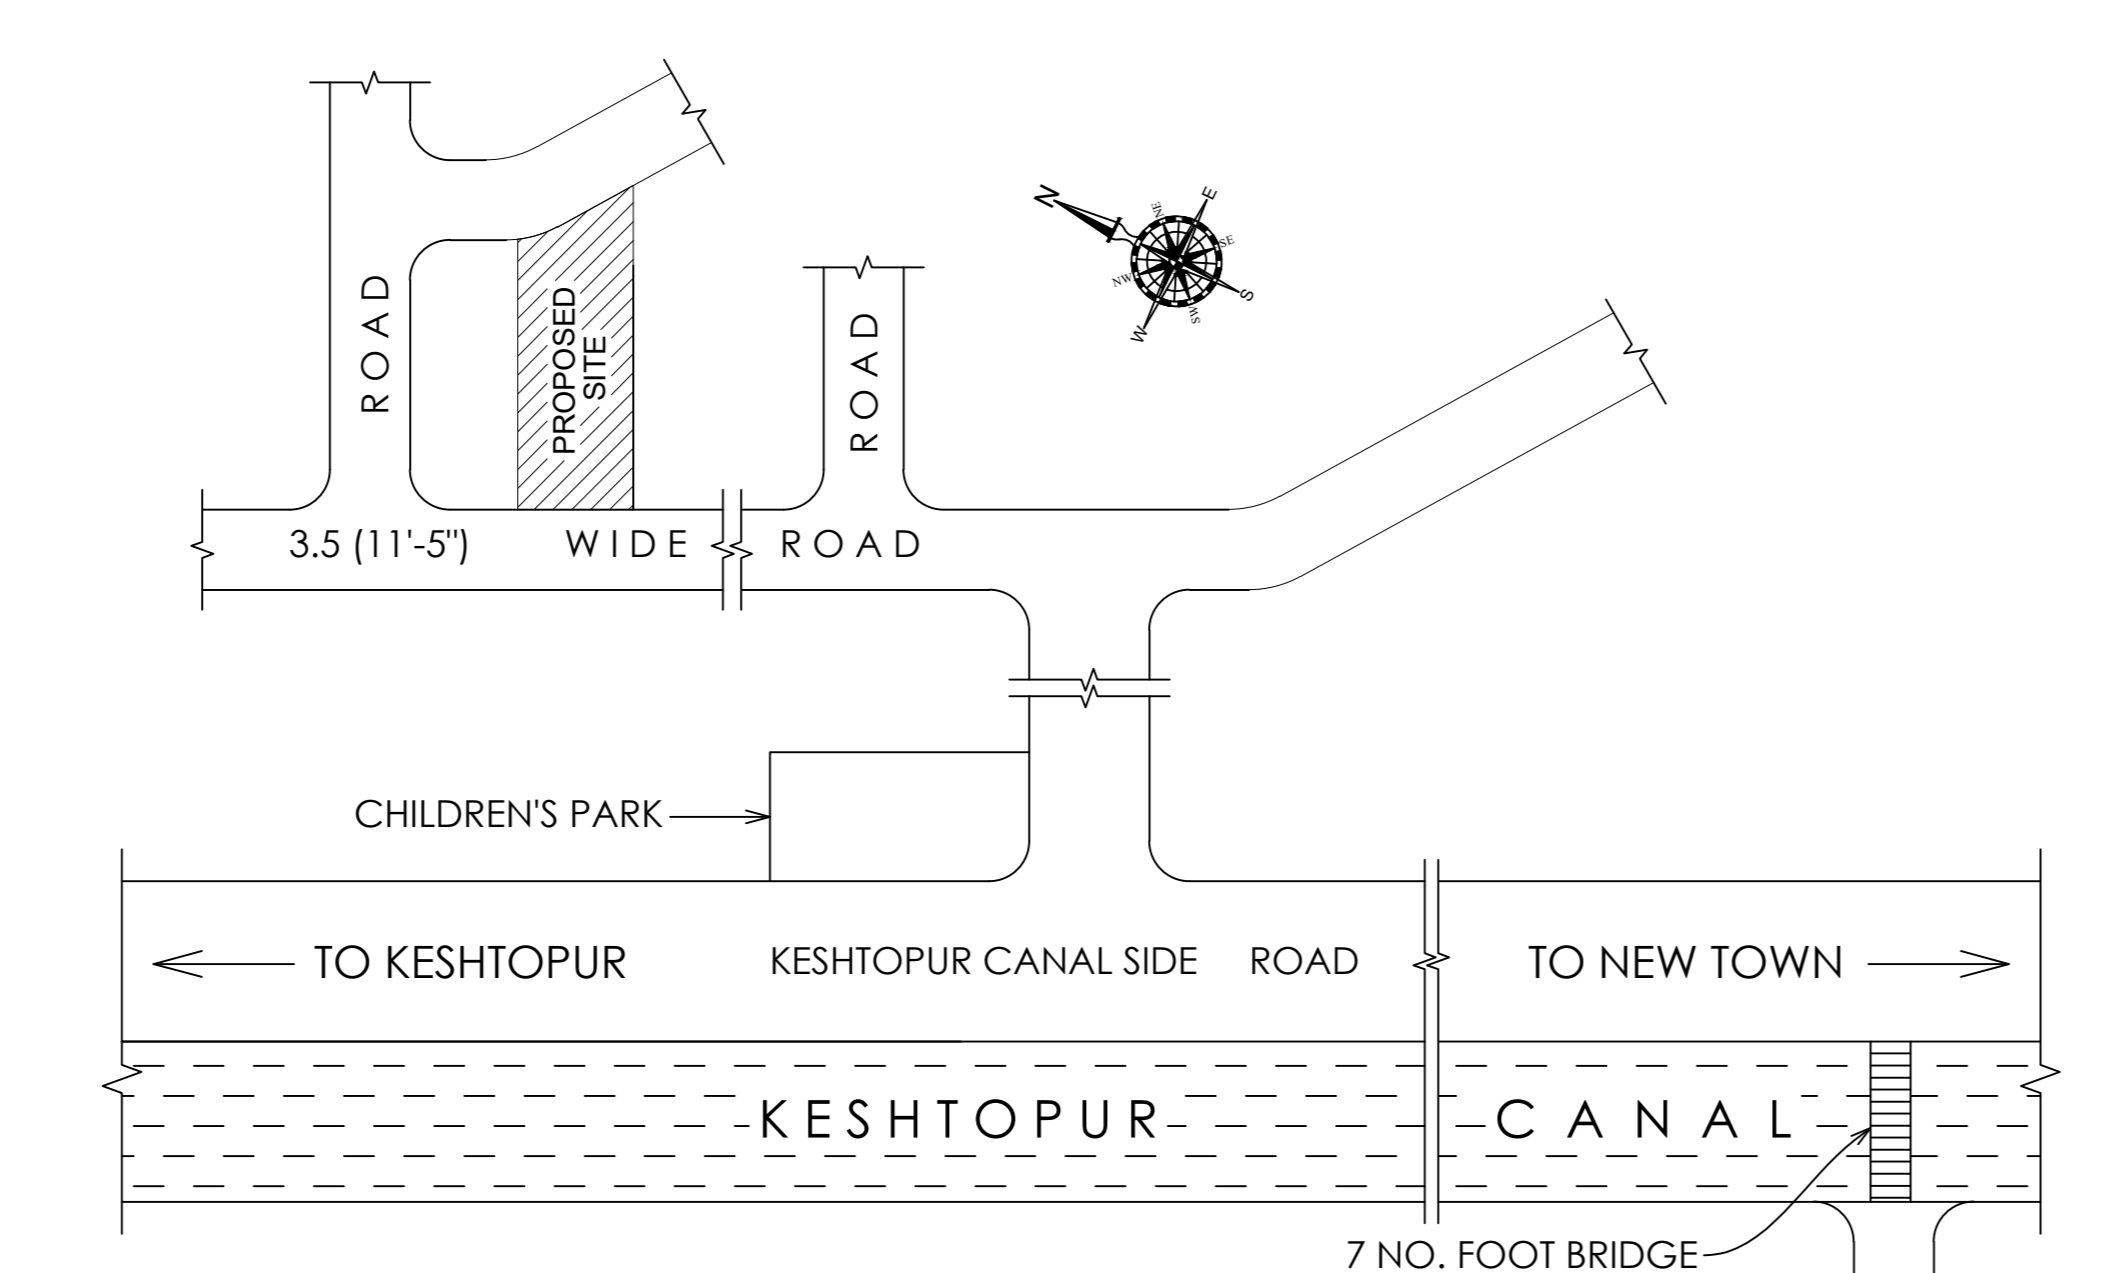 N
E
NE
SE
NW
S
SW
W
ROAD
PROPOSED
SITE
ROAD
3.5 (11'-5") WIDE ROAD
CHILDREN'S PARK
TO KESHTOPUR
KESHTOPUR CANAL SIDE ROAD
TO NEW TOWN
KESHTOPUR CANAL
7 NO. FOOT BRIDGE